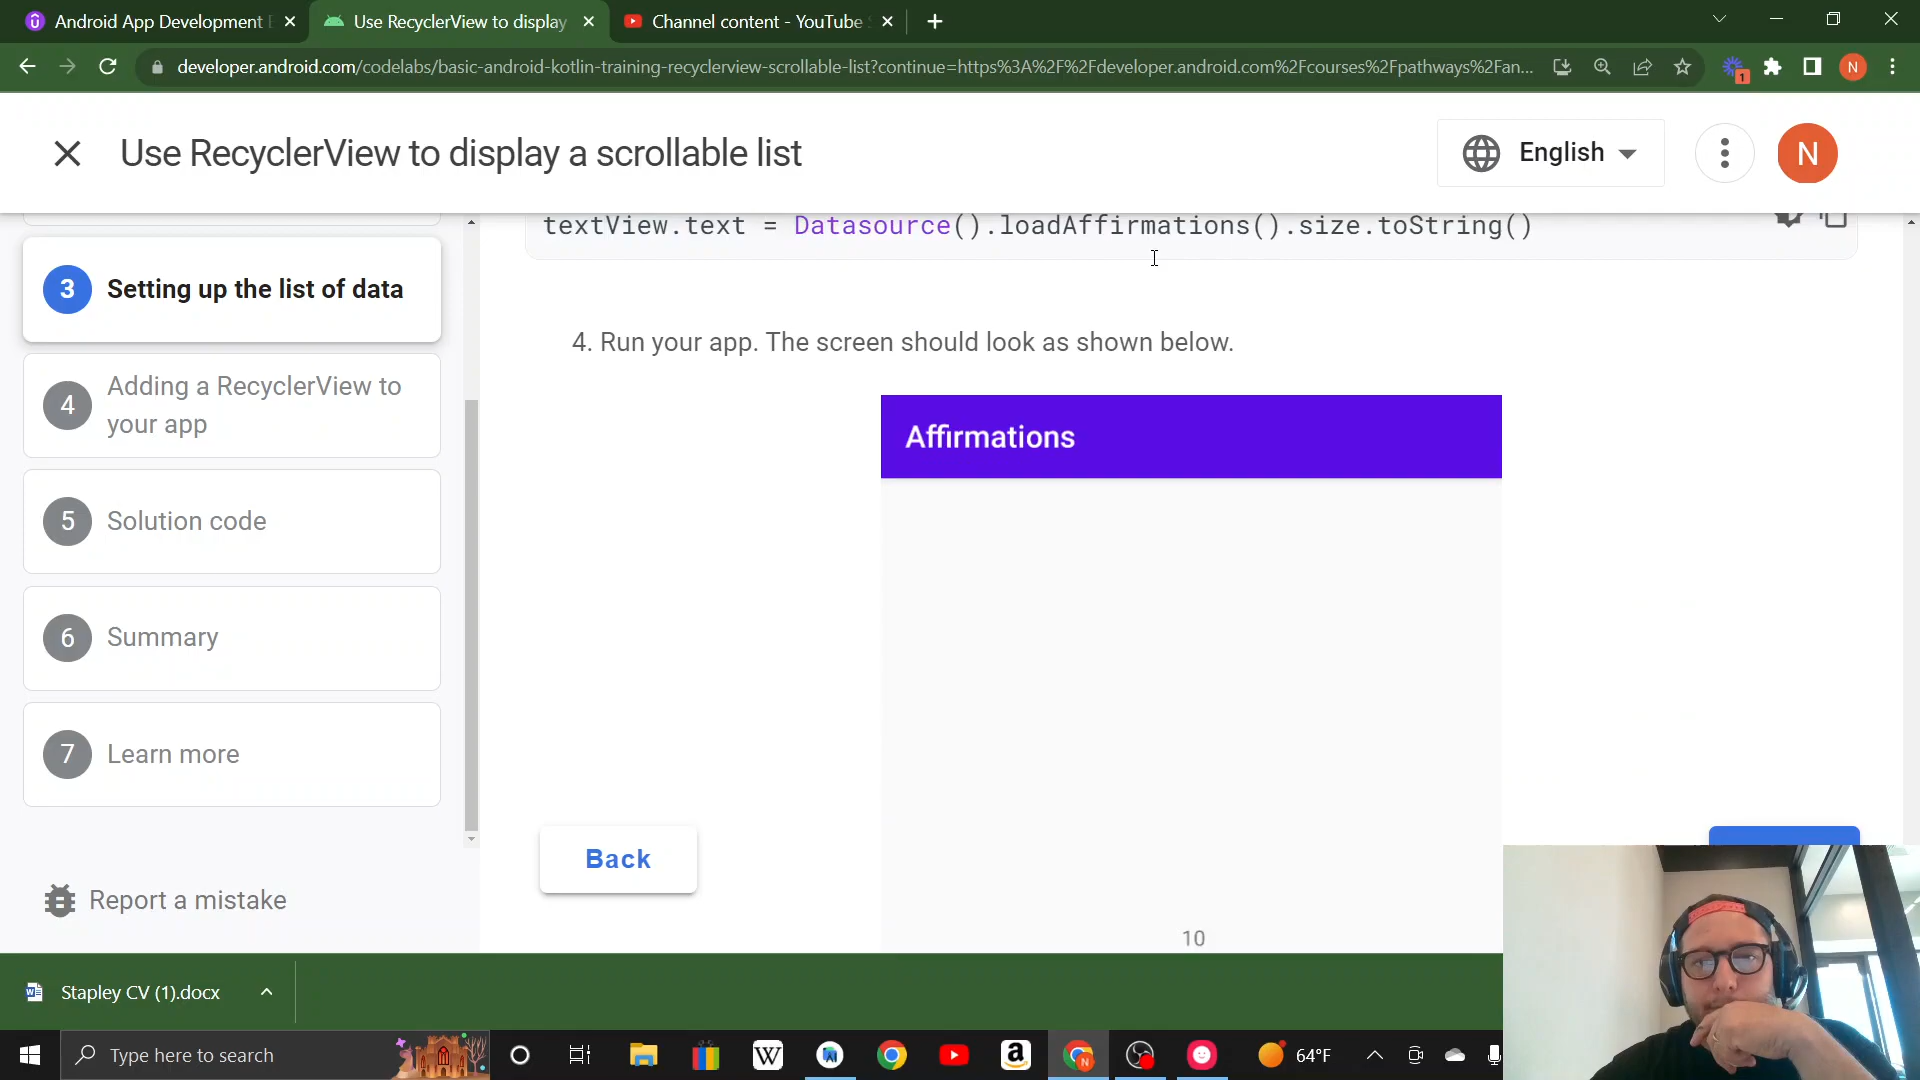 Android App Development
Use RecyclerView to display
Channel content - YouTube
developer.android.com/codelabs/basic-android-kotlin-training-recyclerview-scrollable-list?continue=https%3A%2F%2Fdeveloper.android.com%2Fcourses%2Fpathways%2Fan...
1
N
Use RecyclerView to display a scrollable list
English
N
textView.text = Datasource().loadAffirmations().size.toString()
3 Setting up the list of data
4. Run your app. The screen should look as shown below.
4 Adding a RecyclerView to
your app
Affirmations
5 Solution code
6 Summary
7 Learn more
Back
Report a mistake
10
Stapley CV (1).docx
Type here to search
W
a
N
64°F